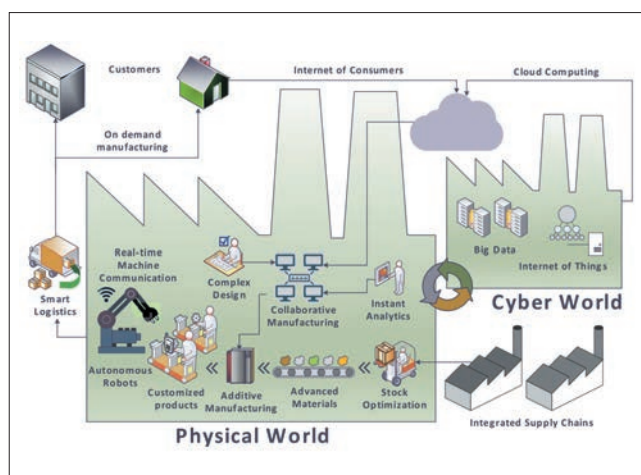 Customers
Internet of Consumers
Cloud Computing
On demand
manufacturing
Big Data
Internet of Things
Real-time
Machine
Communication
Complex
Design
Collaborative
Manufacturing
Instant
Analytics
Smart
Logistics
Cyber World
Autonomous
Robots
Customized
products
Additive
Manufacturing
Advanced
Materials
Stock
Optimization
Integrated Supply Chains
Physical World